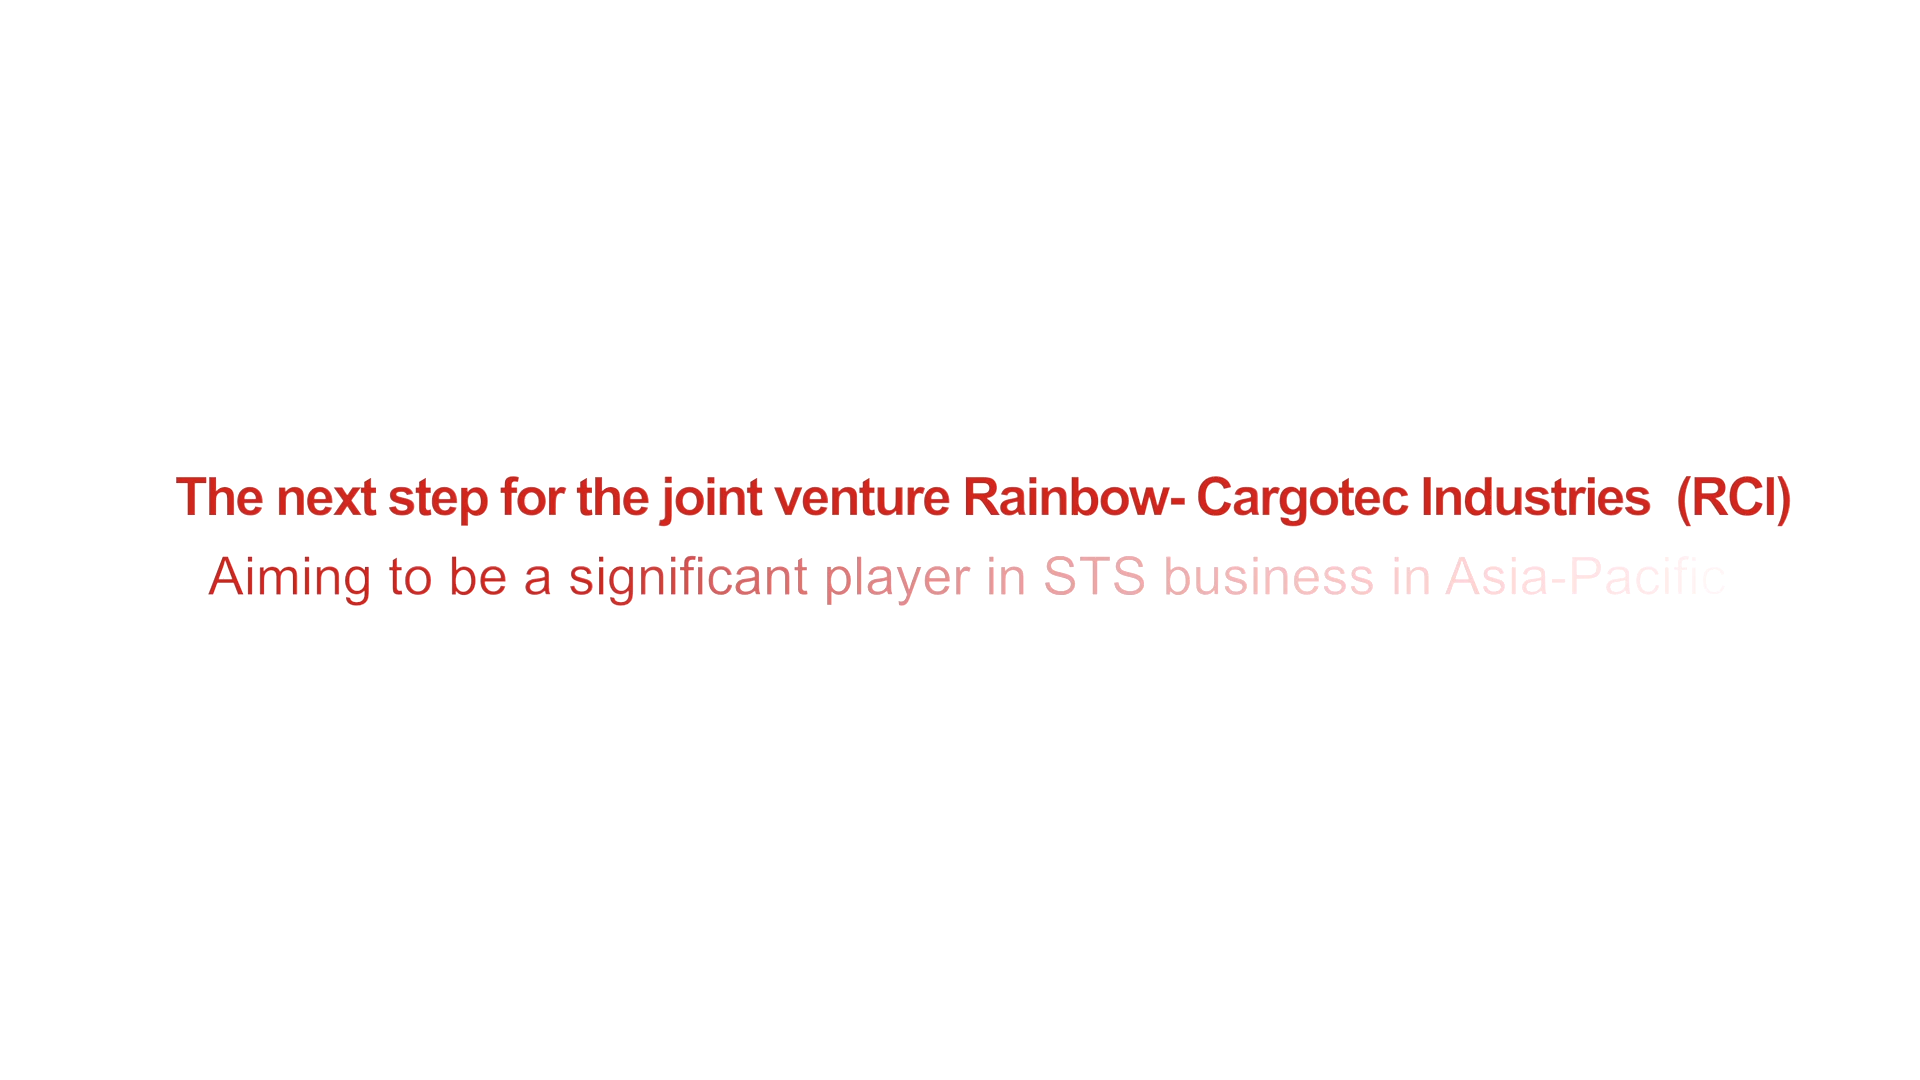 The next step for the joint venture Rainbow- Cargotec Industries  (RCI)
Aiming to be a significant player in STS business in Asia-Pacific